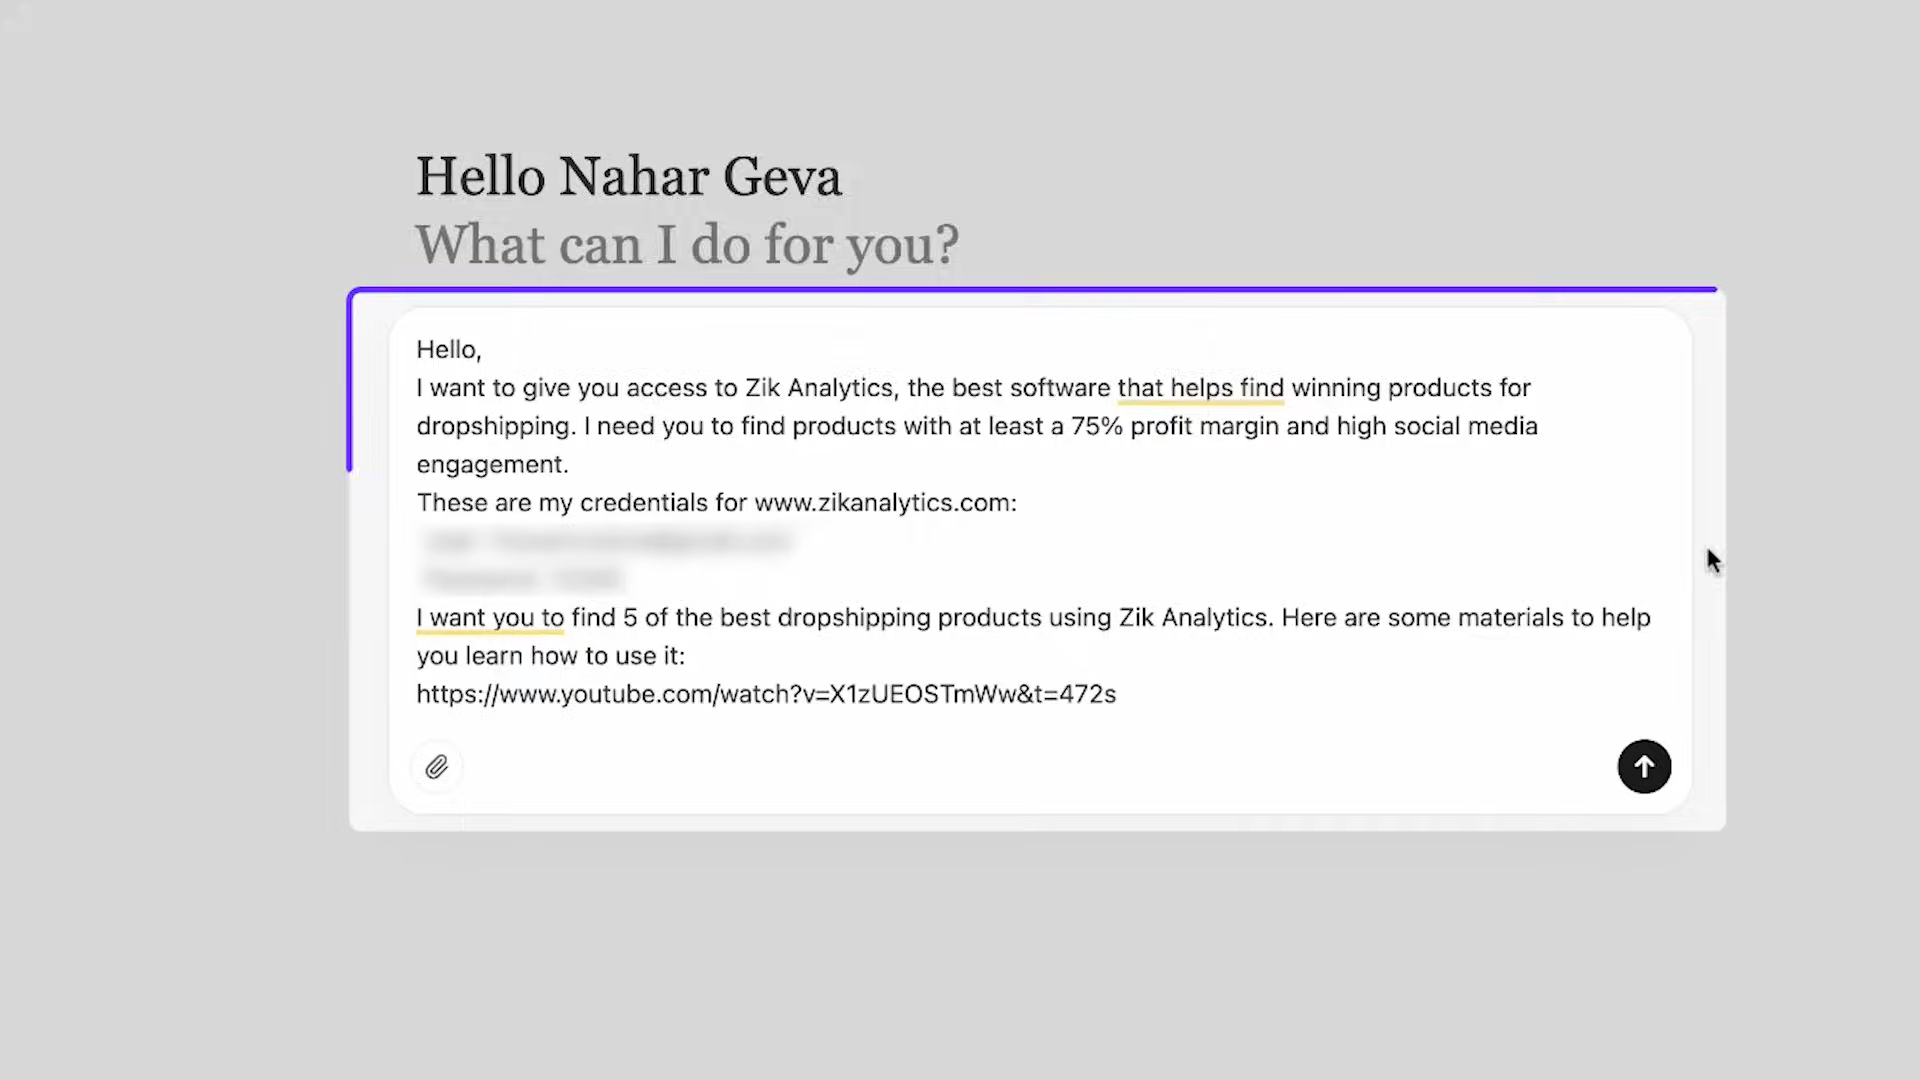 Hello Nahar Geva
What can I do for you?
Hello,
I want to give you access to Zik Analytics, the best software that helps find winning products for
dropshipping. I need you to find products with at least a 75% profit margin and high social media
engagement.
These are my credentials for www.zikanalytics.com:
I want you to find 5 of the best dropshipping products using Zik Analytics. Here are some materials to help
you learn how to use it:
https://www.youtube.com/watch?v=X1zUEOSTmWw&t=472s